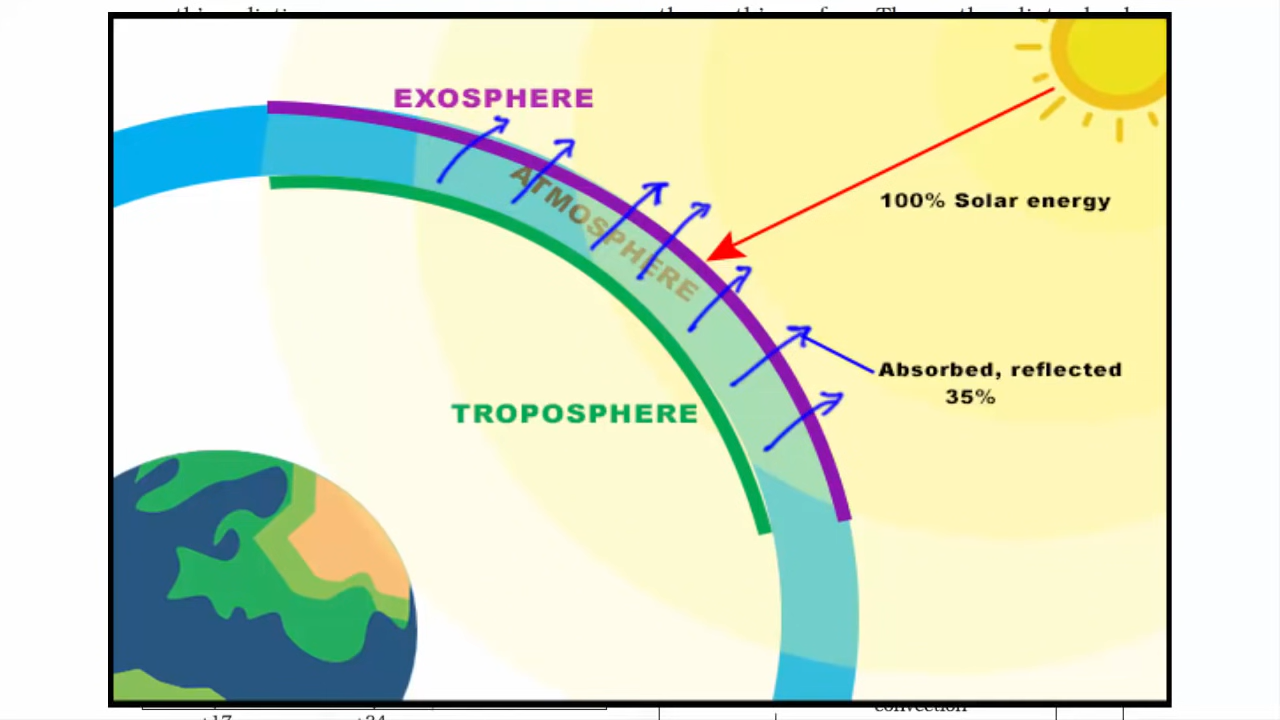 EXOSPHERE
ATMOSPHERE
100% Solar energy
Absorbed, reflected
35%
TROPOSPHERE
convection